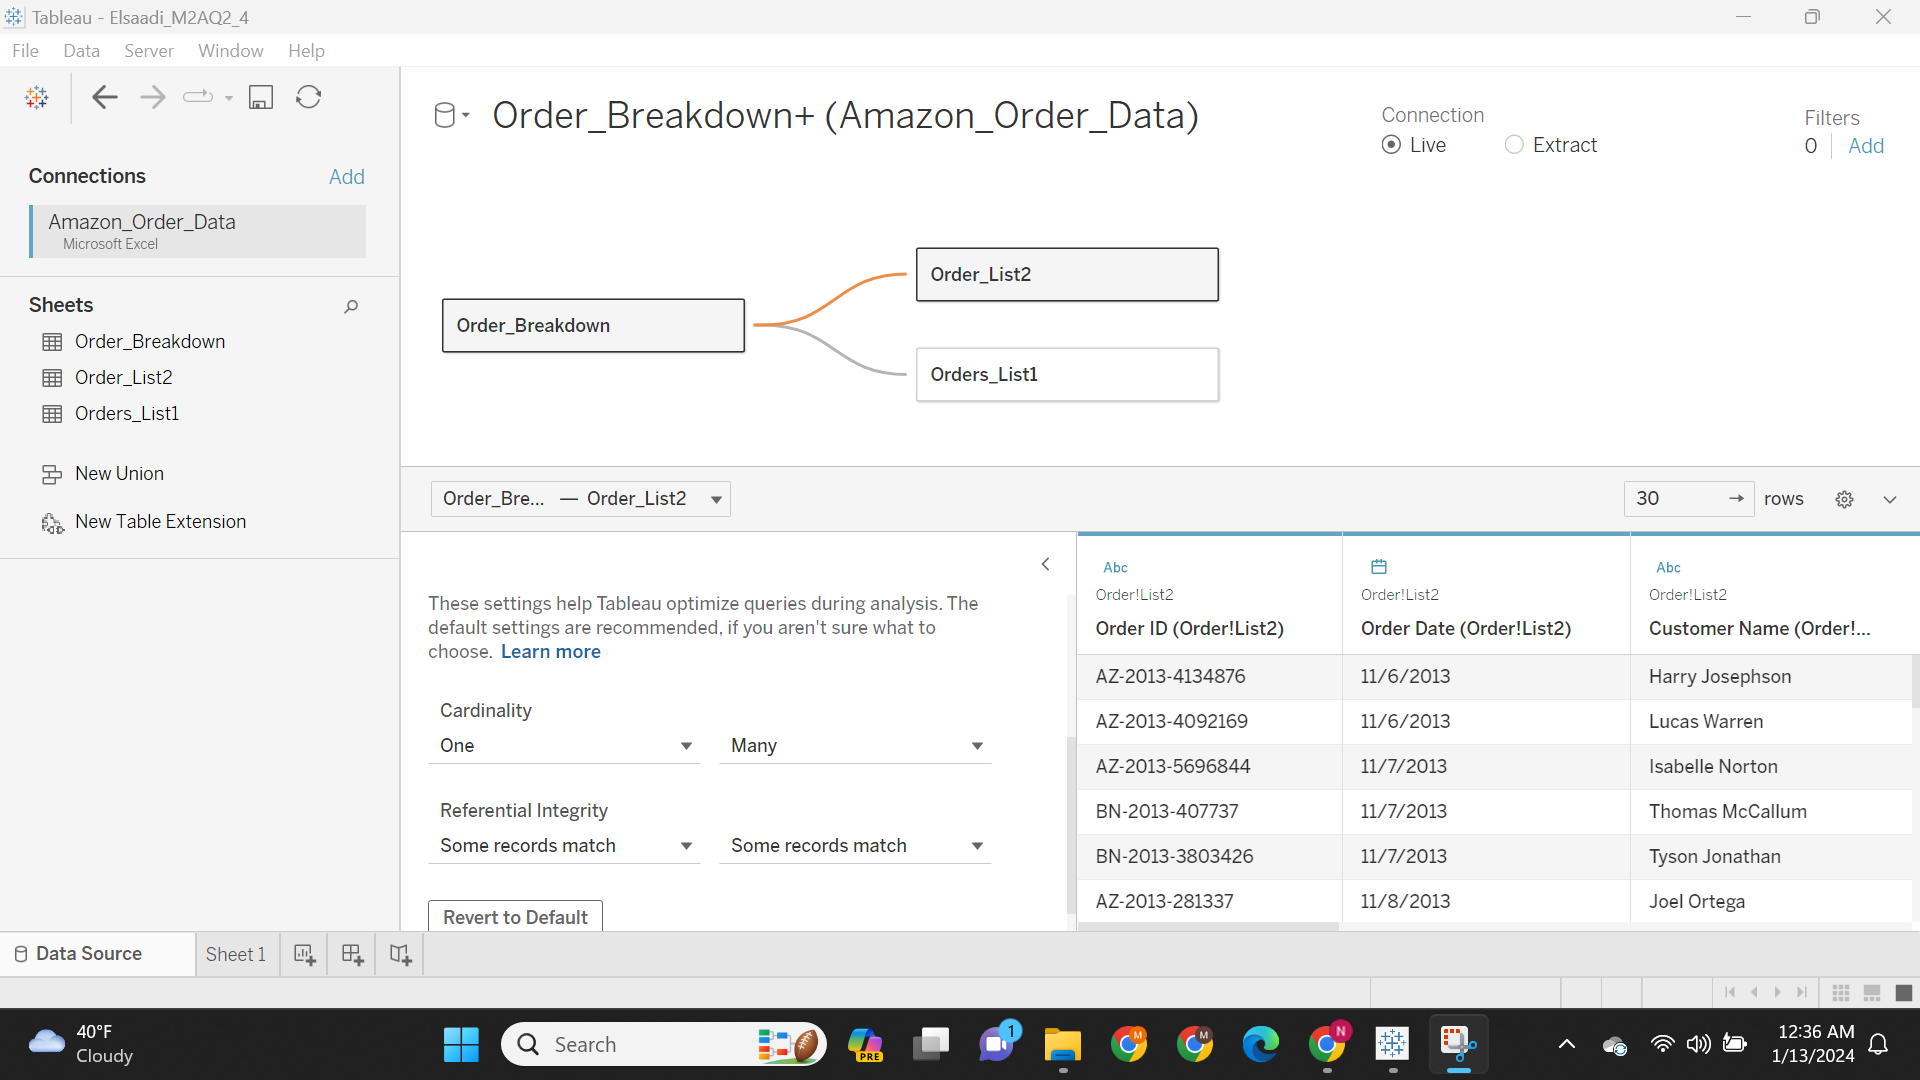 Tableau - Elsaadi_M2AQ2_4
File Data Server Window Help
Connections Add
Amazon_Order_Data
Microsoft Excel
Sheets
Order_Breakdown
Order_List2
Orders_List1
New Union
New Table Extension
Order_Breakdown+ (Amazon_Order_Data)
Connection
Live Extract
Filters
0 Add
Order_Breakdown
Order_List2
Orders_List1
Order_Bre... — Order_List2
30 → rows
These settings help Tableau optimize queries during analysis. The
default settings are recommended, if you aren't sure what to
choose. Learn more
Cardinality
One Many
Referential Integrity
Some records match Some records match
Revert to Default
Abc Abc
Order!List2 Order!List2 Order!List2
Order ID (Order!List2) Order Date (Order!List2) Customer Name (Order!...
AZ-2013-4134876 11/6/2013 Harry Josephson
AZ-2013-4092169 11/6/2013 Lucas Warren
AZ-2013-5696844 11/7/2013 Isabelle Norton
BN-2013-407737 11/7/2013 Thomas McCallum
BN-2013-3803426 11/7/2013 Tyson Jonathan
AZ-2013-281337 11/8/2013 Joel Ortega
Data Source Sheet 1
40°F
Cloudy
Search
PRE
1
M
M
N
12:36 AM
1/13/2024